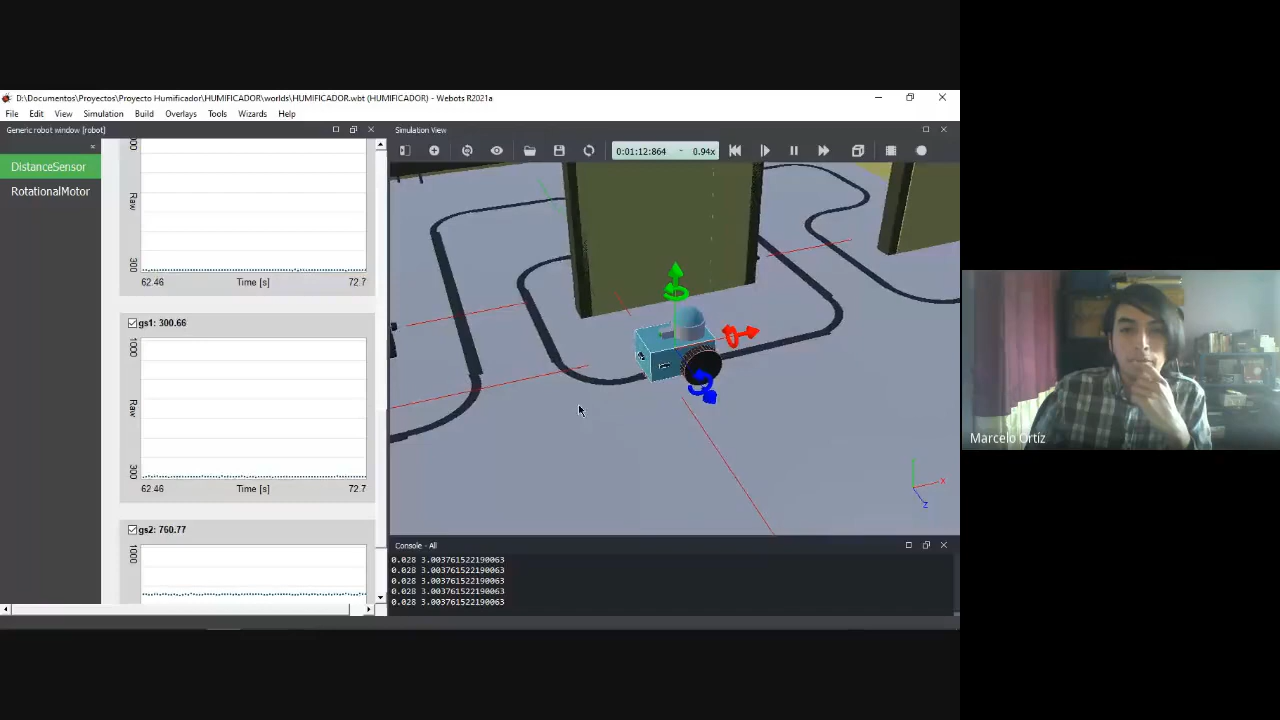 D:\Documentos\Proyectos\Proyecto Humificador\HUMIFICADOR\worlds\HUMIFICADOR.wbt (HUMIFICADOR) - Webots R2021a
File Edit View Simulation Build Overlays Tools Wizards Help
Generic robot window [robot]
Simulation View
DistanceSensor
RotationalMotor
0:01:12:864 - 0.94x
Raw
300
62.46 Time [s] 72.7
gs1: 300.66
1000
Raw
300
62.46 Time [s] 72.7
gs2: 760.77
1000
x
z
Marcelo Ortíz
Console - All
0.028 3.003761522190063
0.028 3.003761522190063
0.028 3.003761522190063
0.028 3.003761522190063
0.028 3.003761522190063